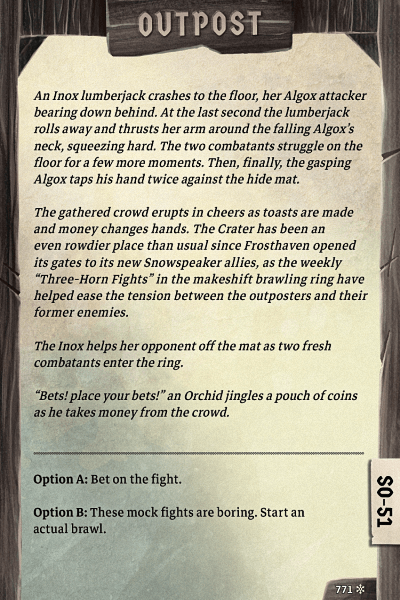 OUTPOST
An Inox lumberjack crashes to the floor, her Algox attacker
bearing down behind. At the last second the lumberjack
rolls away and thrusts her arm around the falling Algox's
neck, squeezing hard. The two combatants struggle on the
floor for a few more moments. Then, finally, the gasping
Algox taps his hand twice against the hide mat.
The gathered crowd erupts in cheers as toasts are made
and money changes hands. The Crater has been an
even rowdier place than usual since Frosthaven opened
its gates to its new Snowspeaker allies, as the weekly
“Three-Horn Fights” in the makeshift brawling ring have
helped ease the tension between the outposters and their
former enemies.
The Inox helps her opponent off the mat as two fresh
combatants enter the ring.
“Bets! place your bets!” an Orchid jingles a pouch of coins
as he takes money from the crowd.
Option A: Bet on the fight.
Option B: These mock fights are boring. Start an
actual brawl.
SO-51
771